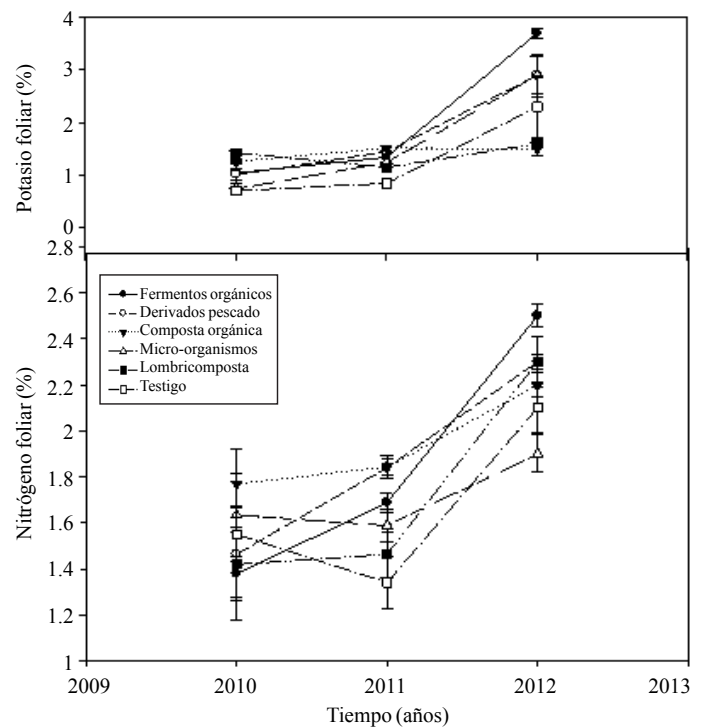 4
3
2
1
0
Potasio foliar (%)
2.8
2.6
2.4
2.2
2
1.8
1.6
1.4
1.2
1
Nitrógeno foliar (%)
Fermentos orgánicos
Derivados pescado
Composta orgánica
Micro-organismos
Lombricomposta
Testigo
2009 2010 2011 2012 2013
Tiempo (años)